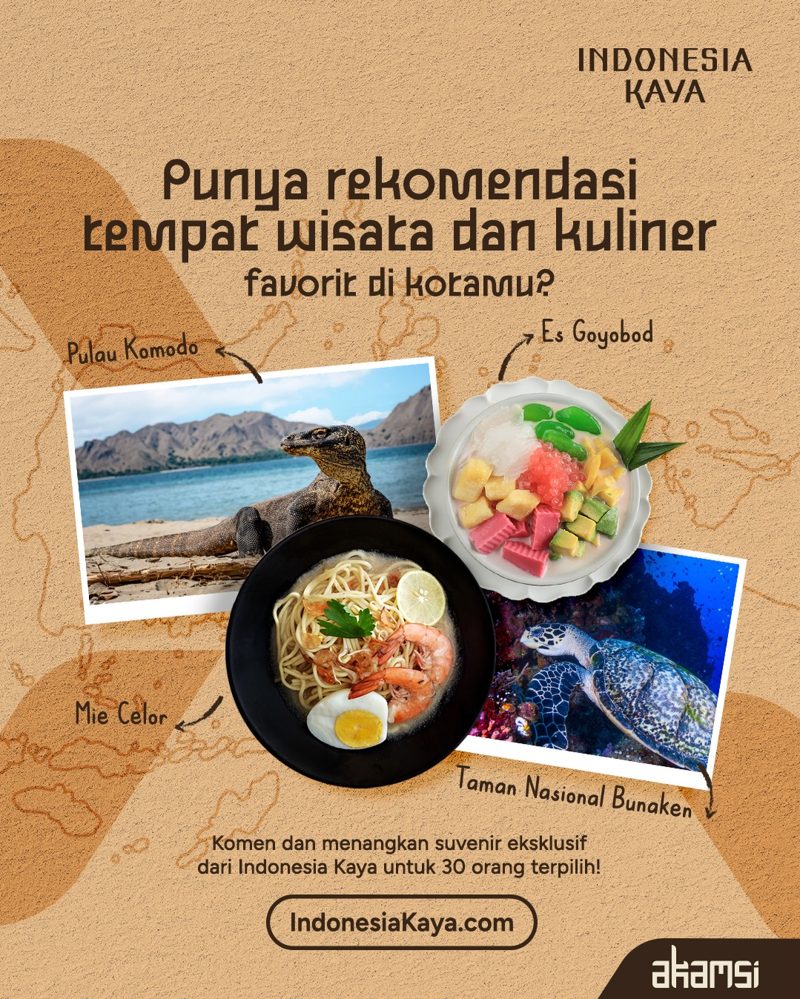 INDONESIA
KAYA
Punya rekomendasi
tempat wisata dan kuliner
favorit di kotamu?
Pulau Komodo
Es Goyobod
Mie Celor
Taman Nasional Bunaken
Komen dan menangkan suvenir eksklusif
dari Indonesia Kaya untuk 30 orang terpilih!
IndonesiaKaya.com
akamsi